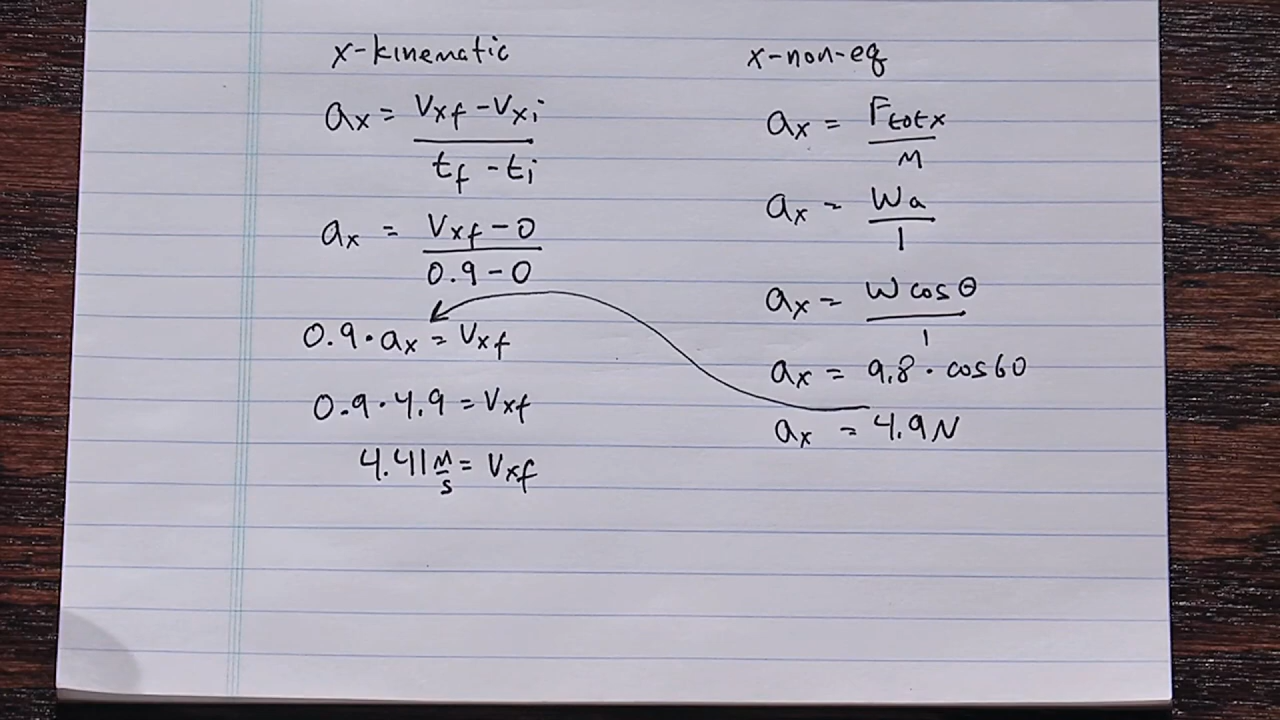 x-kinematic
ax = Vxf - Vxi
tf - ti
ax = Vxf - 0
0.9 - 0
0.9 · ax = Vxf
0.9 · 4.9 = Vxf
4.41 M/s = Vxf
x-non-eq
ax = Ftotx
M
ax = Wa
1
ax = W cos θ
1
ax = 9.8 · cos60
ax = 4.9 N